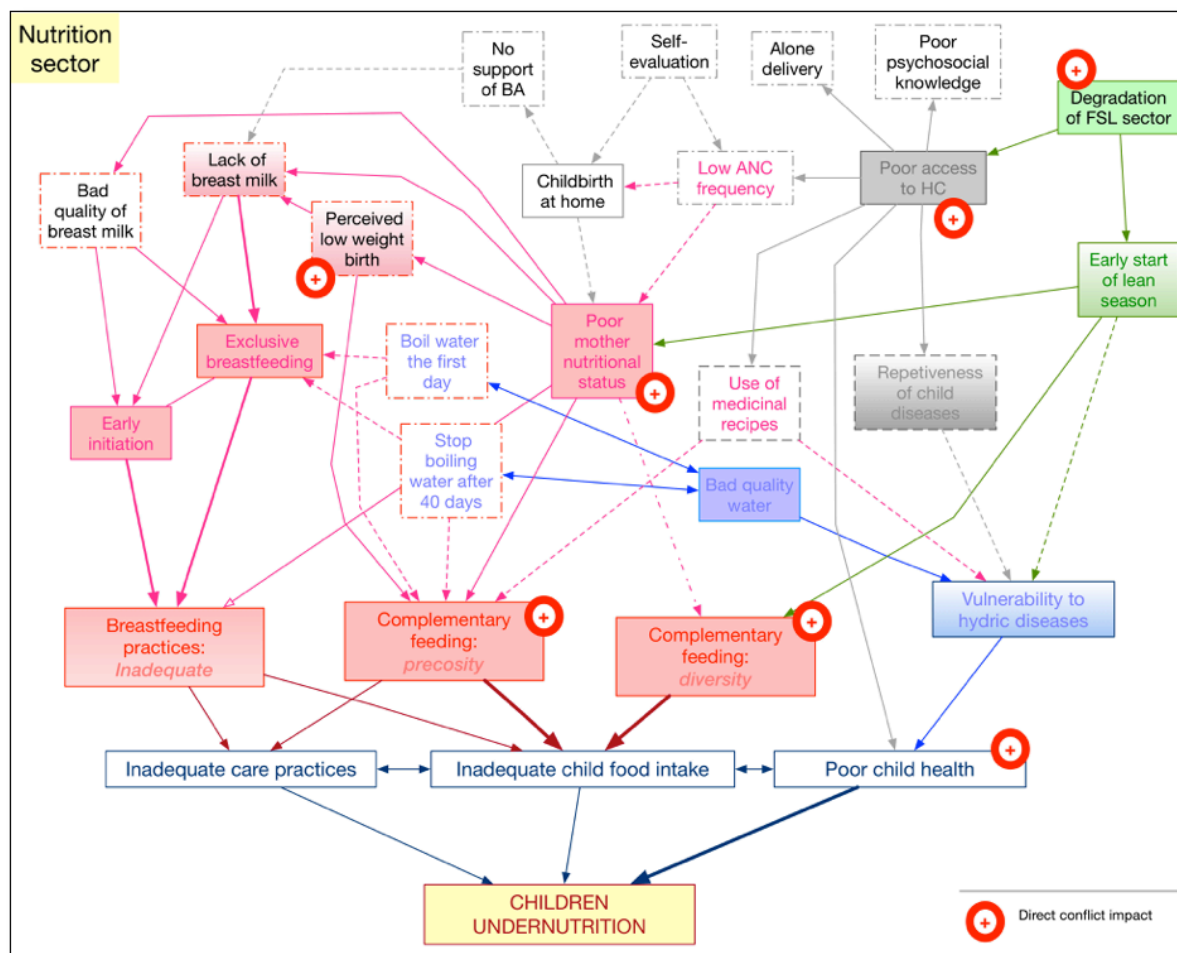 Nutrition
sector
No
support
of BA
Self-
evaluation
Alone
delivery
Poor
psychosocial
knowledge
Degradation
of FSL sector
Lack of
breast milk
Bad
quality of
breast milk
Perceived
low weight
birth
Childbirth
at home
Low ANC
frequency
Poor access
to HC
Early start
of lean
season
Exclusive
breastfeeding
Boil water
the first
day
Poor
mother
nutritional
status
Use of
medicinal
recipes
Repetiveness
of child
diseases
Early
initiation
Stop
boiling
water after
40 days
Bad quality
water
Breastfeeding
practices:
Inadequate
Complementary
feeding:
precosity
Complementary
feeding:
diversity
Vulnerability to
hydric diseases
Inadequate care practices
Inadequate child food intake
Poor child health
CHILDREN
UNDERNUTRITION
Direct conflict impact